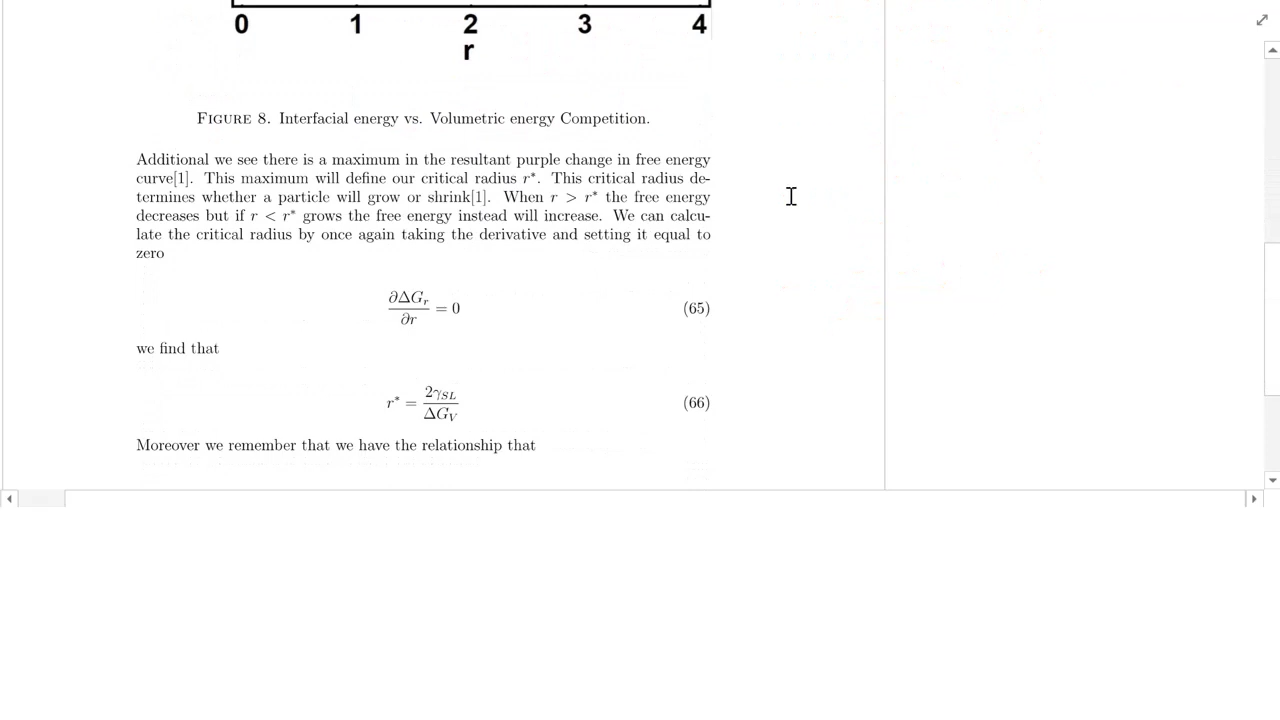 0 1 2 3 4
r
FIGURE 8. Interfacial energy vs. Volumetric energy Competition.
Additional we see there is a maximum in the resultant purple change in free energy
curve[1]. This maximum will define our critical radius r*. This critical radius de-
termines whether a particle will grow or shrink[1]. When r > r* the free energy
decreases but if r < r* grows the free energy instead will increase. We can calcu-
late the critical radius by once again taking the derivative and setting it equal to
zero
∂ΔG_r / ∂r = 0 (65)
we find that
r* = 2γ_SL / ΔG_V (66)
Moreover we remember that we have the relationship that